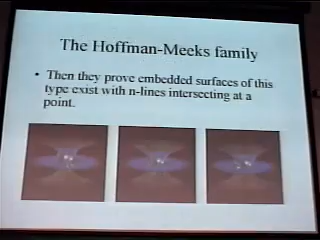 The Hoffman-Meeks family
• Then they prove embedded surfaces of this
type exist with n-lines intersecting at a
point.